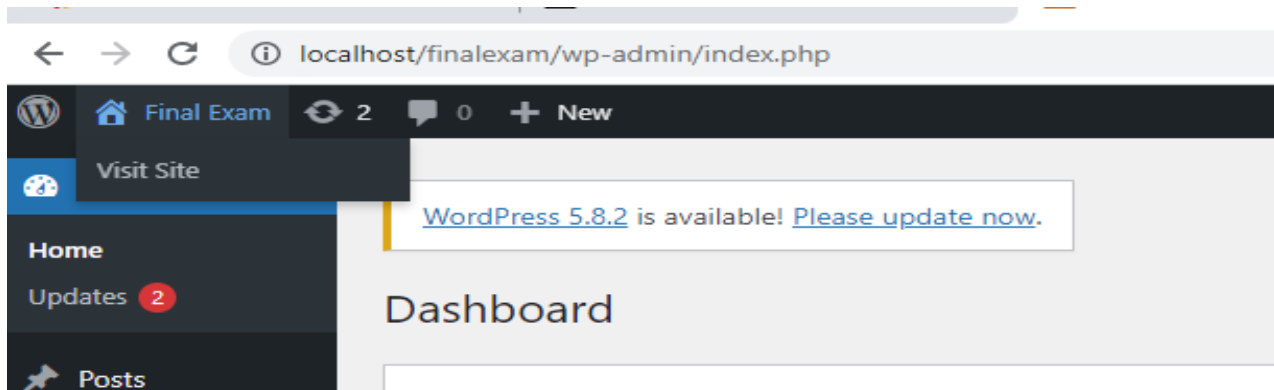 localhost/finalexam/wp-admin/index.php
Final Exam 2 0 New
Visit Site
WordPress 5.8.2 is available! Please update now.
Home
Updates 2
Dashboard
Posts